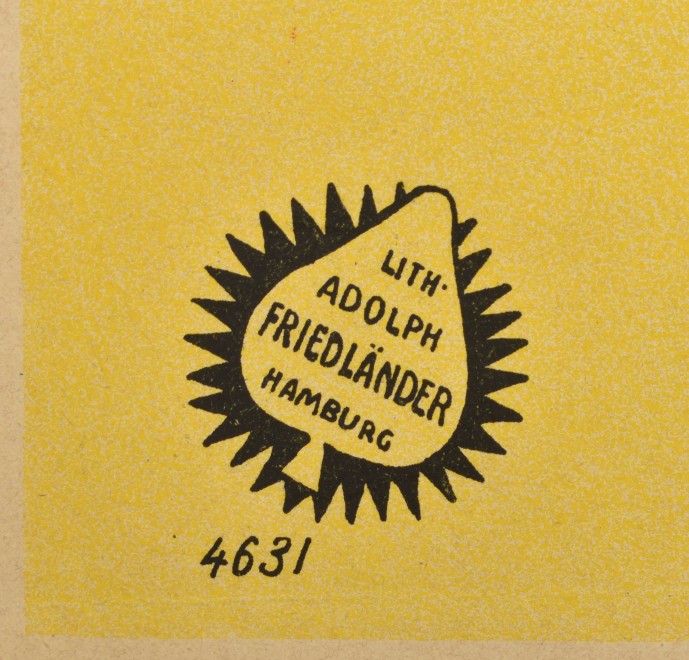 LITH.
ADOLPH
FRIEDLÄNDER
HAMBURG
4631